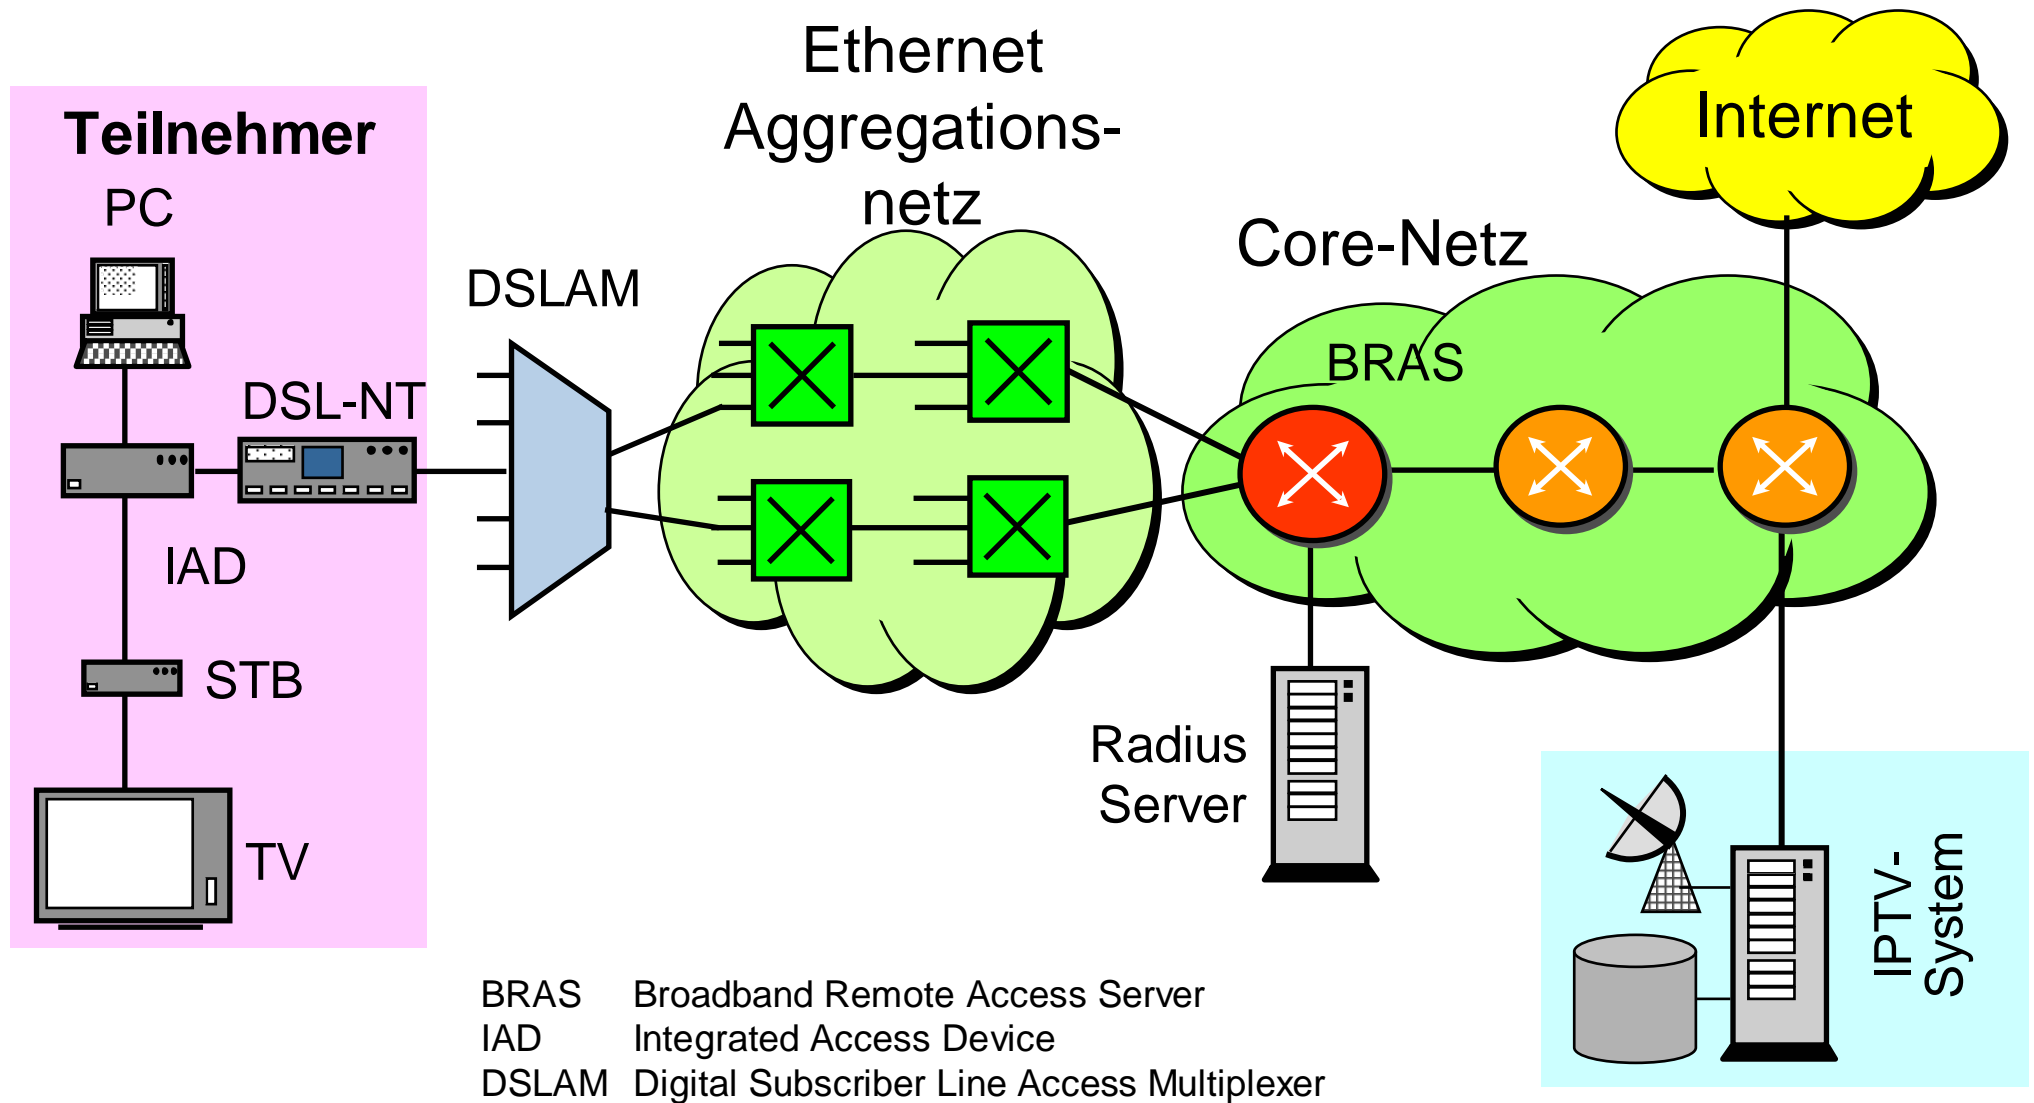 Ethernet
Aggregations-
netz
Internet
Teilnehmer
PC
Core-Netz
DSLAM
BRAS
DSL-NT
IAD
STB
Radius
Server
TV
IPTV-
System
BRAS Broadband Remote Access Server
IAD Integrated Access Device
DSLAM Digital Subscriber Line Access Multiplexer